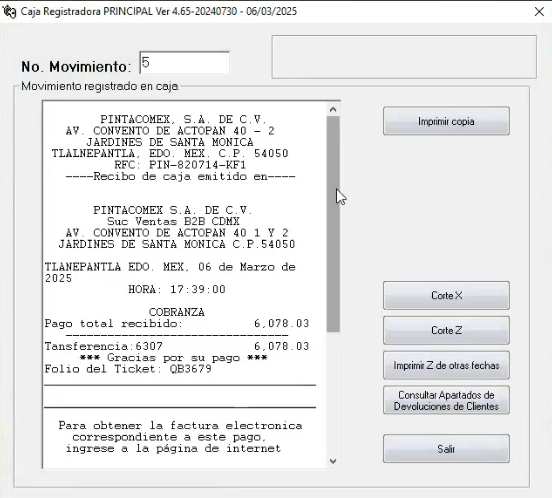 Caja Registradora PRINCIPAL Ver 4.65-20240730 - 06/03/2025
No. Movimiento: 5
Movimiento registrado en caja
PINTACOMEX, S.A. DE C.V.
AV. CONVENTO DE ACTOPAN 40 - 2
JARDINES DE SANTA MONICA
TLALNEPANTLA, EDO. MEX. C.P. 54050
RFC: PIN-820714-KF1
----Recibo de caja emitido en----
PINTACOMEX S.A. DE C.V.
Suc Ventas B2B CDMX
AV. CONVENTO DE ACTOPAN 40 1 Y 2
JARDINES DE SANTA MONICA C.P.54050
TLANEPANTLA EDO. MEX, 06 de Marzo de
2025
HORA: 17:39:00
COBRANZA
Pago total recibido: 6,078.03
Tansferencia:6307 6,078.03
*** Gracias por su pago ***
Folio del Ticket: QB3679
Para obtener la factura electronica
correspondiente a este pago,
ingrese a la página de internet
Imprimir copia
Corte X
Corte Z
Imprimir Z de otras fechas
Consultar Apartados de
Devoluciones de Clientes
Salir